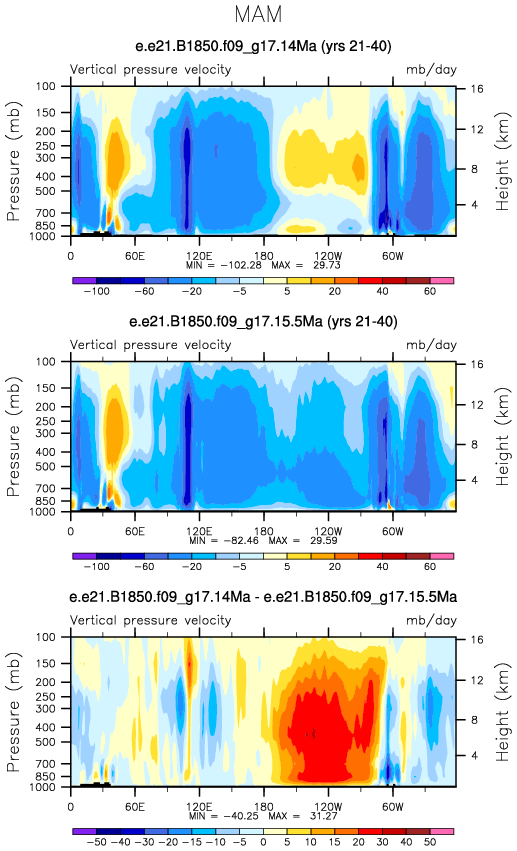 MAM
e.e21.B1850.f09_g17.14Ma (yrs 21-40)
Vertical pressure velocity mb/day
Pressure (mb)
100
150
200
250
300
400
500
700
850
1000
16
12
8
4
Height (km)
0 60E 120E 180 120W 60W
MIN = -102.28 MAX = 29.73
-100 -60 -20 -5 5 20 40 60
e.e21.B1850.f09_g17.15.5Ma (yrs 21-40)
Vertical pressure velocity mb/day
Pressure (mb)
100
150
200
250
300
400
500
700
850
1000
16
12
8
4
Height (km)
0 60E 120E 180 120W 60W
MIN = -82.46 MAX = 29.59
-100 -60 -20 -5 5 20 40 60
e.e21.B1850.f09_g17.14Ma - e.e21.B1850.f09_g17.15.5Ma
Vertical pressure velocity mb/day
Pressure (mb)
100
150
200
250
300
400
500
700
850
1000
16
12
8
4
Height (km)
0 60E 120E 180 120W 60W
MIN = -40.25 MAX = 31.27
-50 -40 -30 -20 -15 -10 -5 0 5 10 15 20 30 40 50